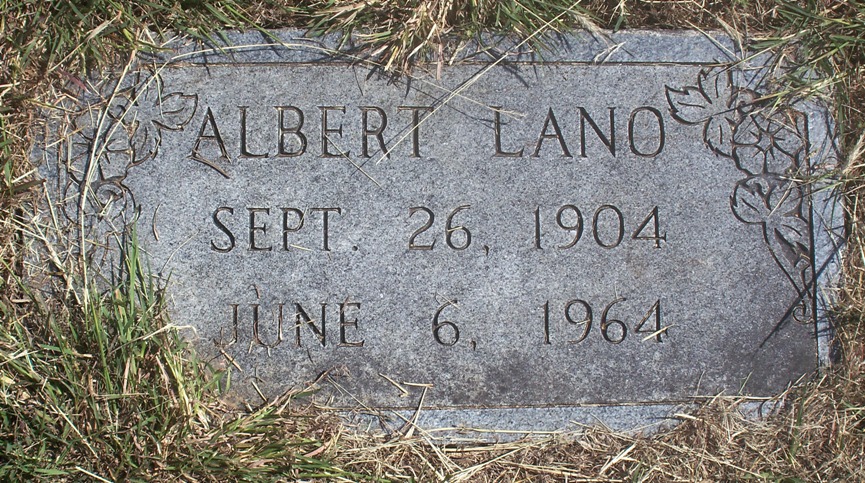 ALBERT LANO
SEPT. 26, 1904
JUNE 6, 1964